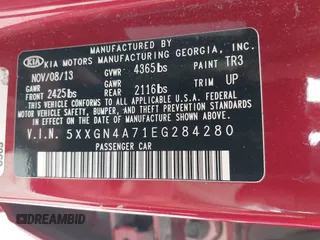 MANUFACTURED BY
KIA KIA MOTORS MANUFACTURING GEORGIA, INC.
NOV/08/13 GVWR 4365lbs PAINT TR3
GAWR FRONT 2425lbs GAWR REAR 2116lbs TRIM UP
THIS VEHICLE CONFORMS TO ALL APPLICABLE U.S. FEDERAL
MOTOR VEHICLE SAFETY, BUMPER, AND THEFT PREVENTION
STANDARDS IN EFFECT ON THE DATE OF MANUFACTURE
SHOWN ABOVE.
V.I.N. 5XXGN4A71EG284280
PASSENGER CAR
DREAMBID